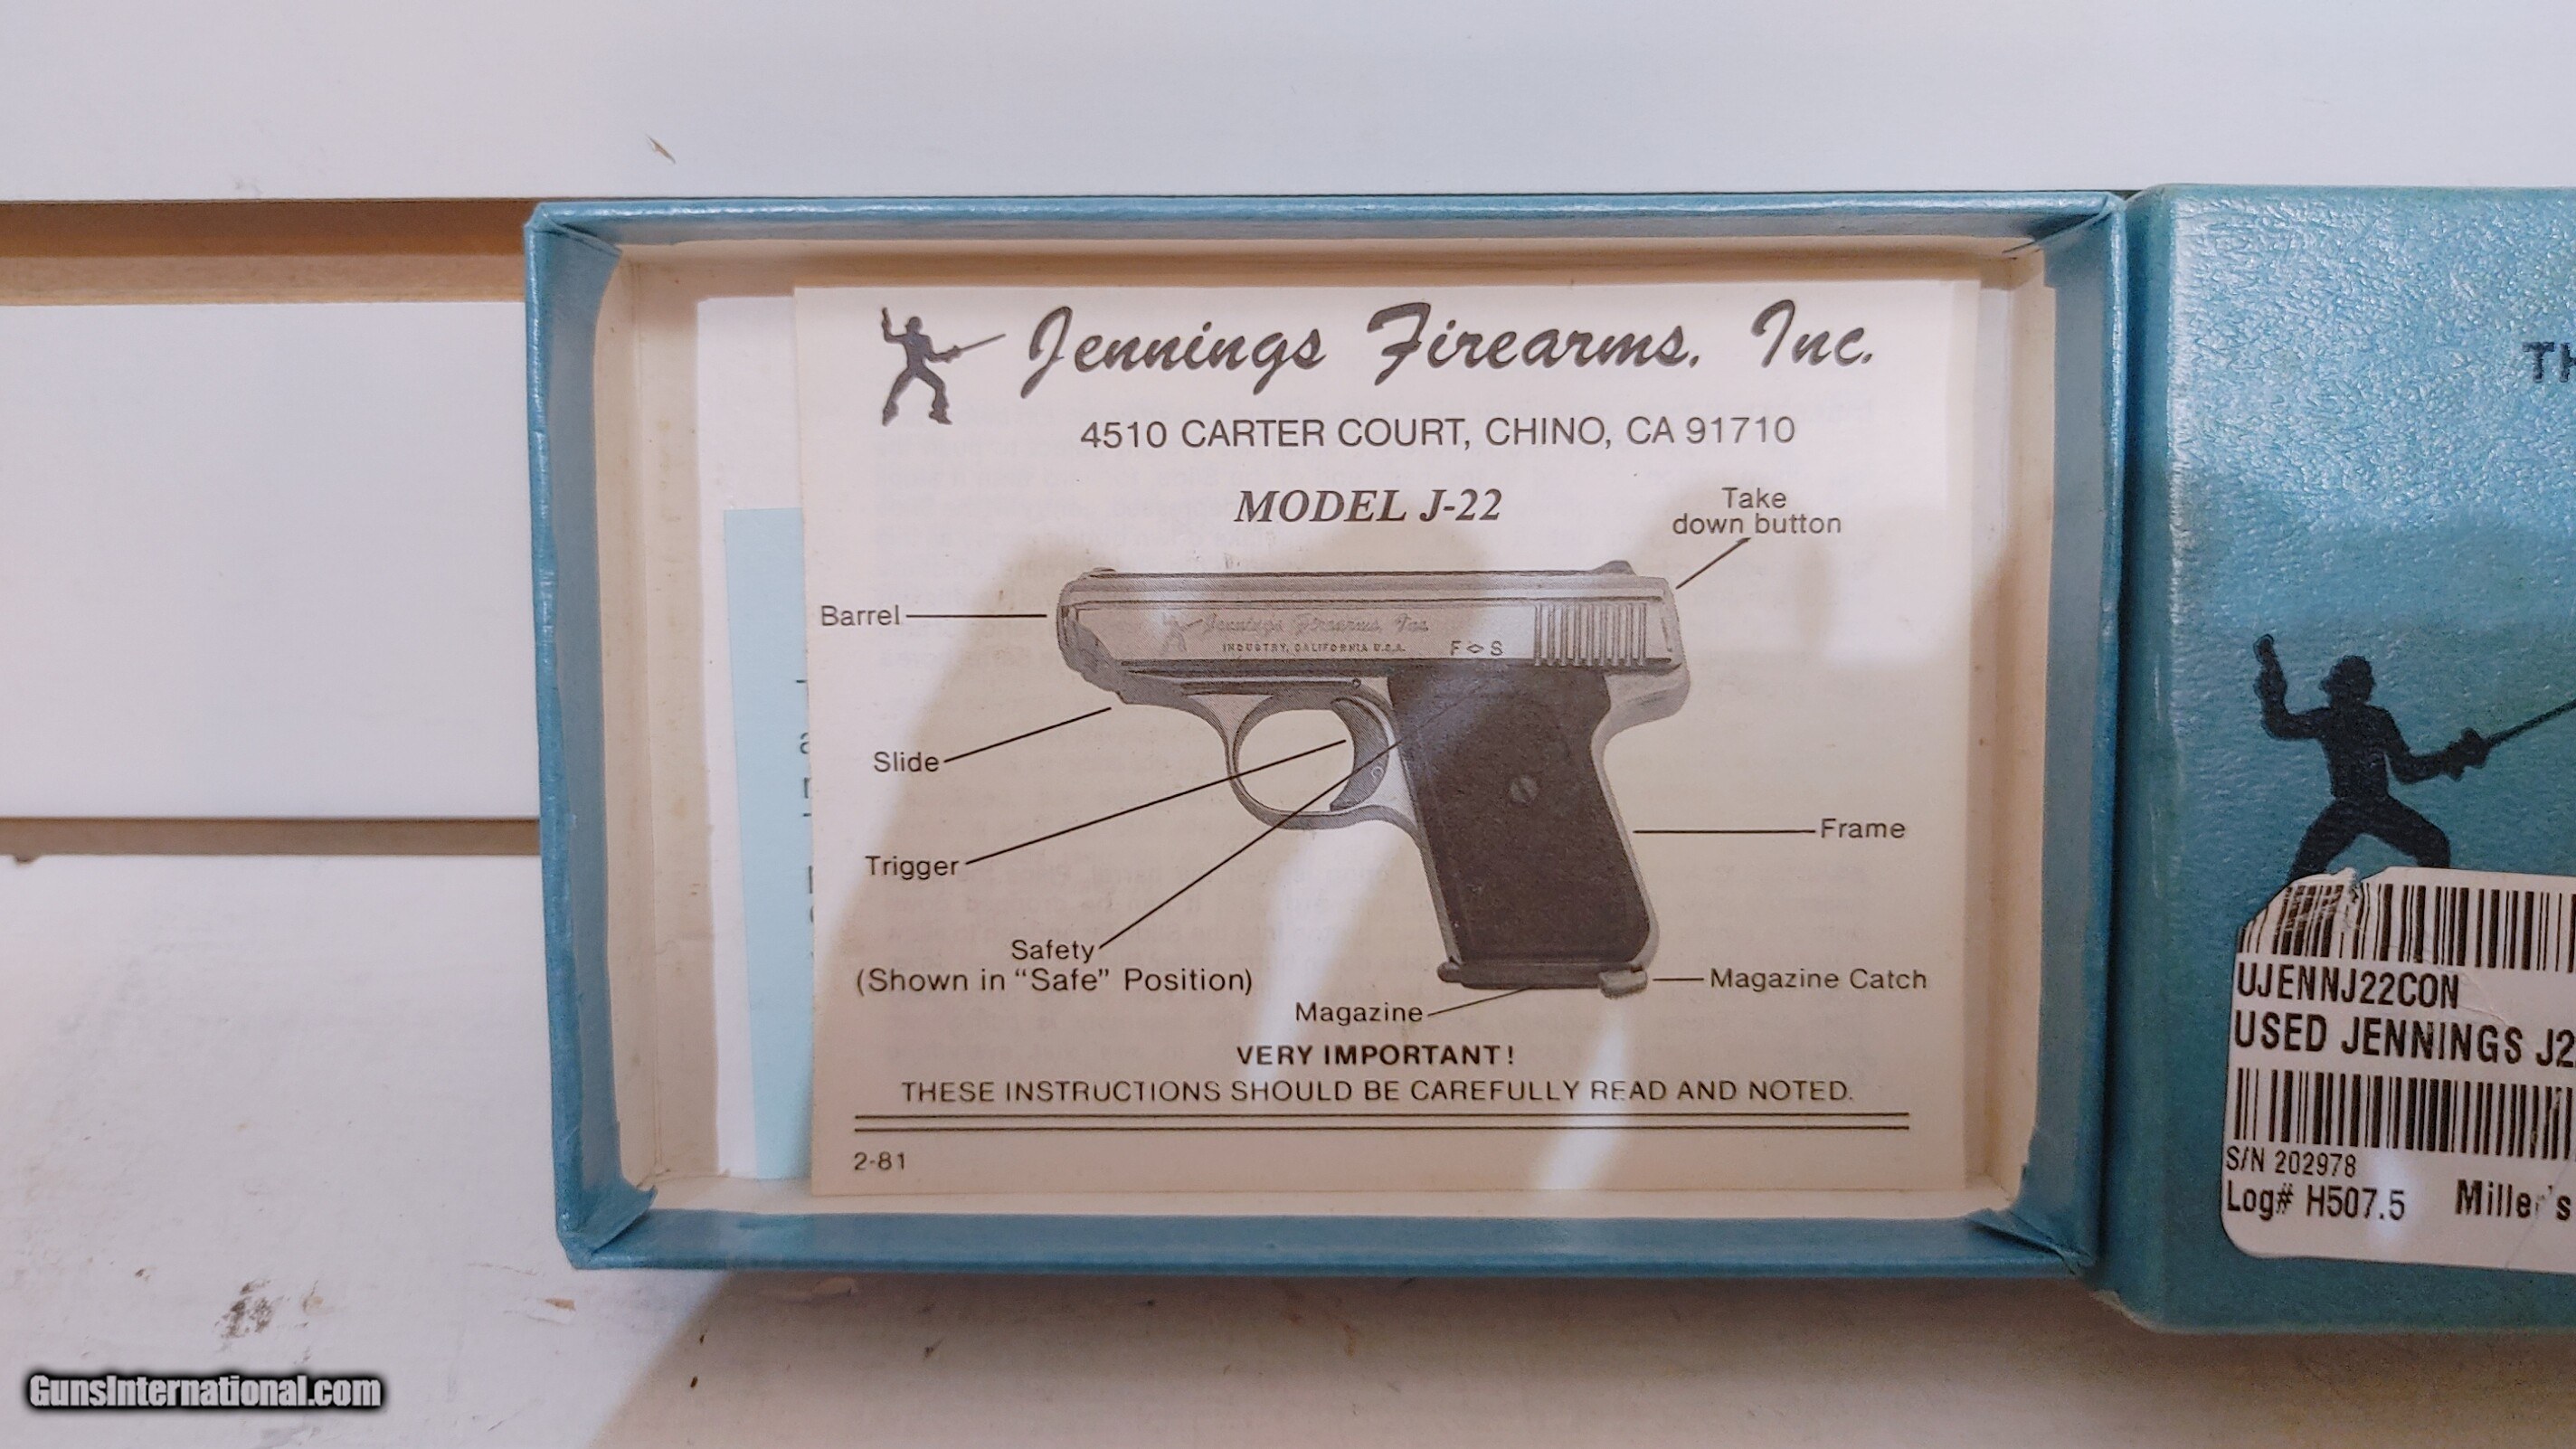 Jennings Firearms, Inc.
4510 CARTER COURT, CHINO, CA 91710
MODEL J-22
Take
down button
Barrel
Jennings Firearms, Inc.
INDUSTRY, CALIFORNIA U.S.A.
F S
Slide
Trigger
Frame
Safety
(Shown in “Safe” Position)
Magazine Catch
Magazine
VERY IMPORTANT!
THESE INSTRUCTIONS SHOULD BE CAREFULLY READ AND NOTED.
2-81
TH
UJENNJ22CON
USED JENNINGS J2
S/N 202978
Log# H507.5 Miller's
GunsInternational.com